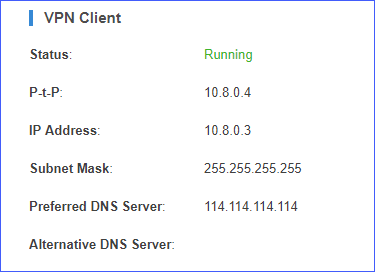 VPN Client
Status: Running
P-t-P: 10.8.0.4
IP Address: 10.8.0.3
Subnet Mask: 255.255.255.255
Preferred DNS Server: 114.114.114.114
Alternative DNS Server: